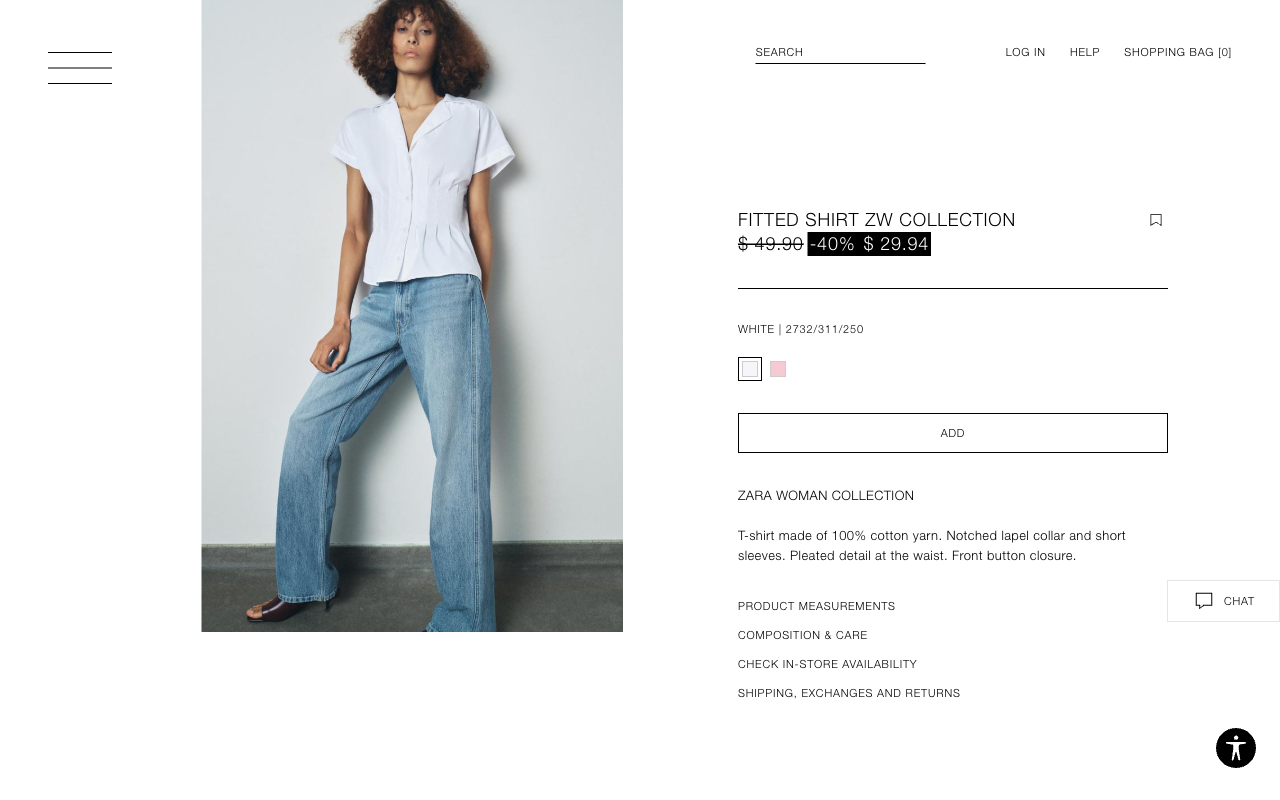 SEARCH
LOG IN
HELP
SHOPPING BAG [0]
FITTED SHIRT ZW COLLECTION
$ 49.90 -40% $ 29.94
WHITE | 2732/311/250
ADD
ZARA WOMAN COLLECTION
T-shirt made of 100% cotton yarn. Notched lapel collar and short
sleeves. Pleated detail at the waist. Front button closure.
PRODUCT MEASUREMENTS
COMPOSITION & CARE
CHECK IN-STORE AVAILABILITY
SHIPPING, EXCHANGES AND RETURNS
CHAT